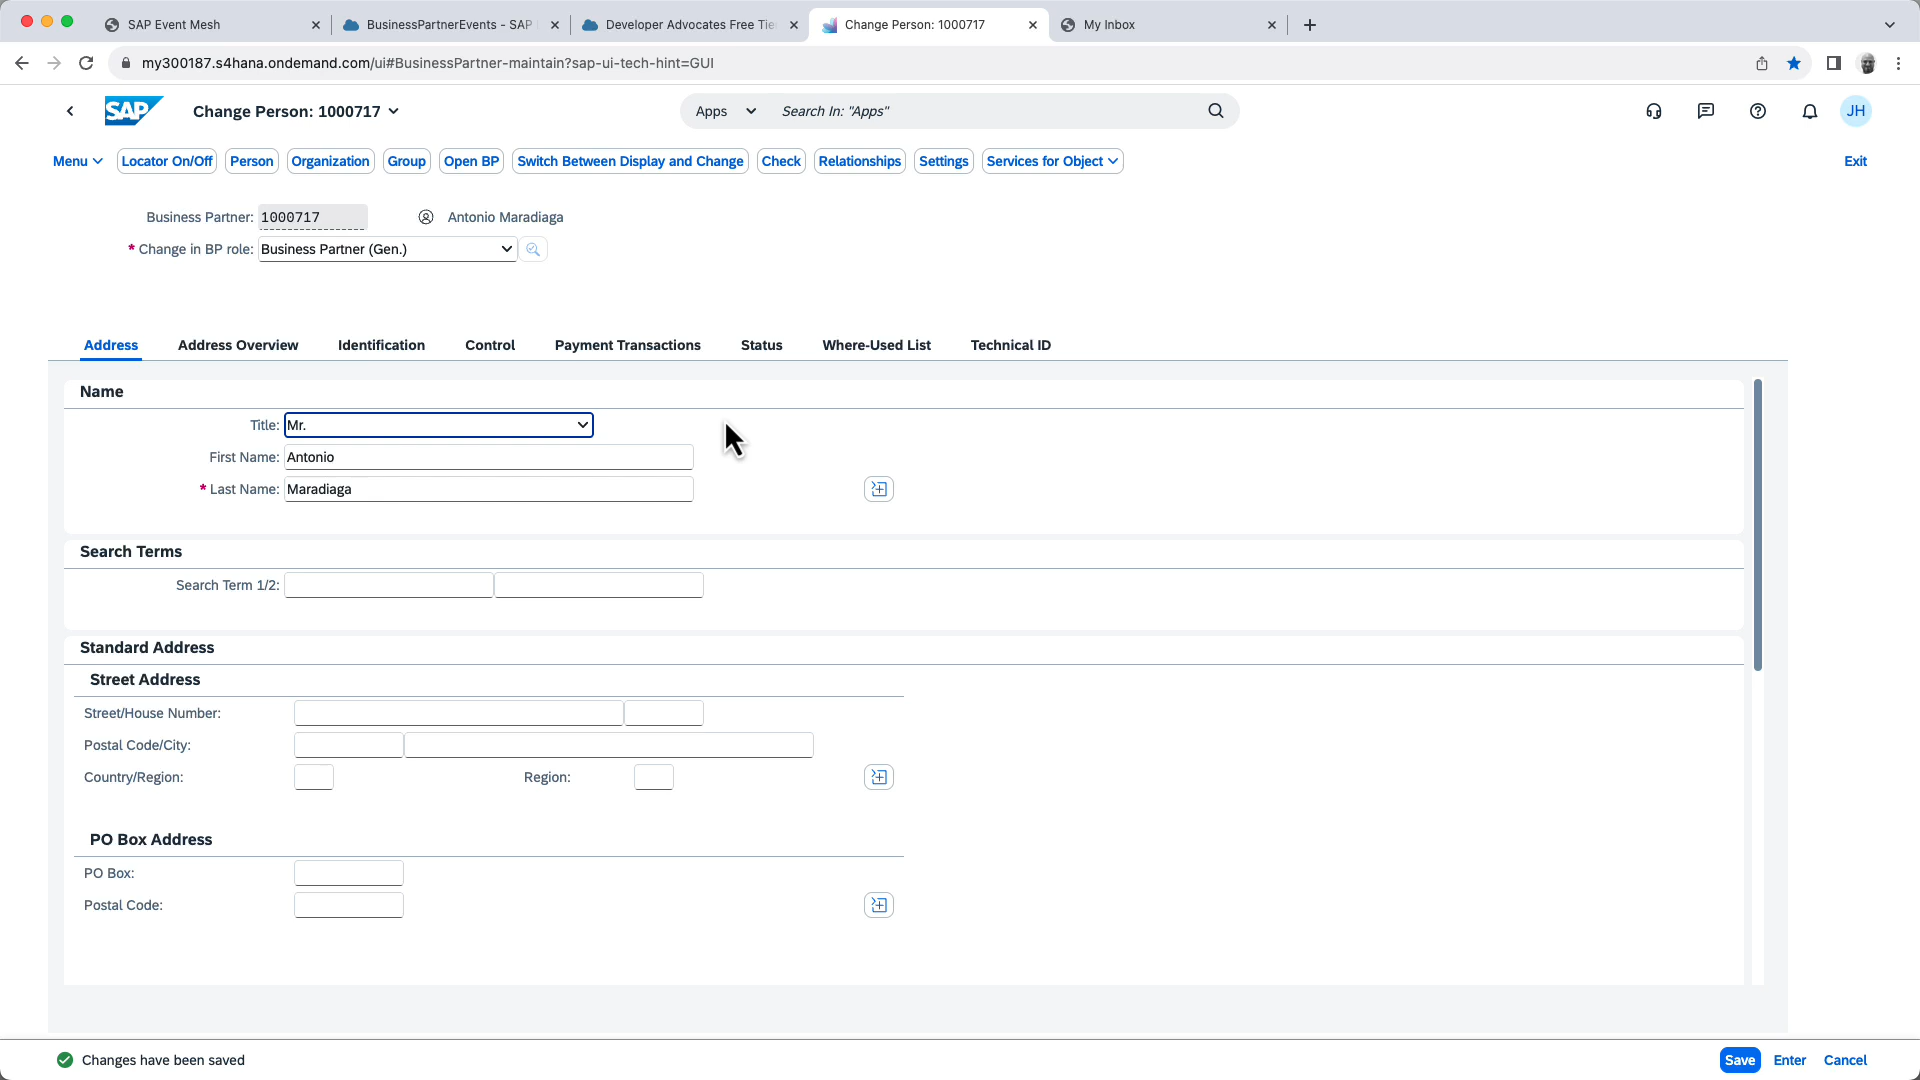 SAP Event Mesh
BusinessPartnerEvents - SAP
Developer Advocates Free Tie
Change Person: 1000717
My Inbox
my300187.s4hana.ondemand.com/ui#BusinessPartner-maintain?sap-ui-tech-hint=GUI
SAP
Change Person: 1000717
Apps
Search In: "Apps"
JH
Menu
Locator On/Off
Person
Organization
Group
Open BP
Switch Between Display and Change
Check
Relationships
Settings
Services for Object
Exit
Business Partner: 1000717 Antonio Maradiaga
* Change in BP role: Business Partner (Gen.)
Address
Address Overview
Identification
Control
Payment Transactions
Status
Where-Used List
Technical ID
Name
Title: Mr.
First Name: Antonio
* Last Name: Maradiaga
Search Terms
Search Term 1/2:
Standard Address
Street Address
Street/House Number:
Postal Code/City:
Country/Region: Region:
PO Box Address
PO Box:
Postal Code:
Changes have been saved
Save
Enter
Cancel